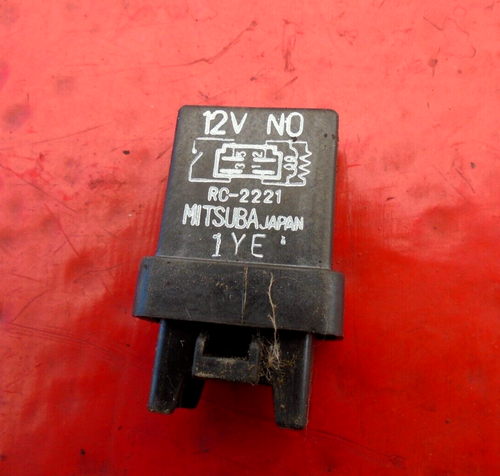 12V NO
RC-2221
MITSUBA JAPAN
1YE